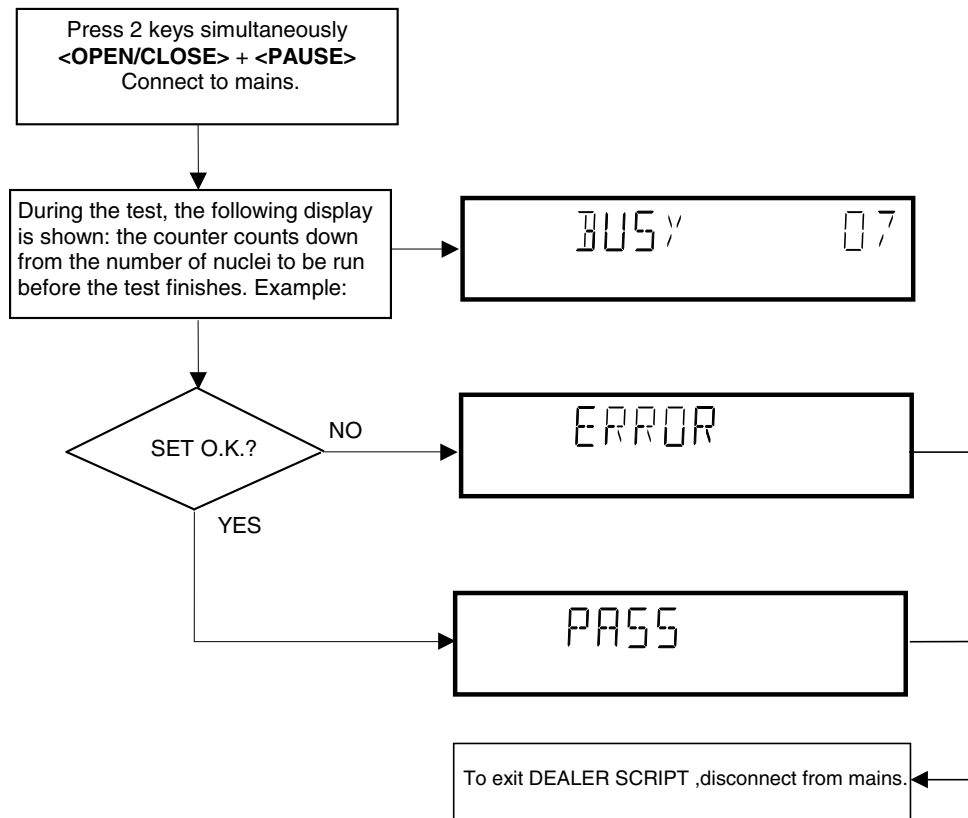 Press 2 keys simultaneously
<OPEN/CLOSE> + <PAUSE>
Connect to mains.
During the test, the following display
is shown: the counter counts down
from the number of nuclei to be run
before the test finishes. Example:
BUSY 07
SET O.K.?
NO
ERROR
YES
PASS
To exit DEALER SCRIPT ,disconnect from mains.